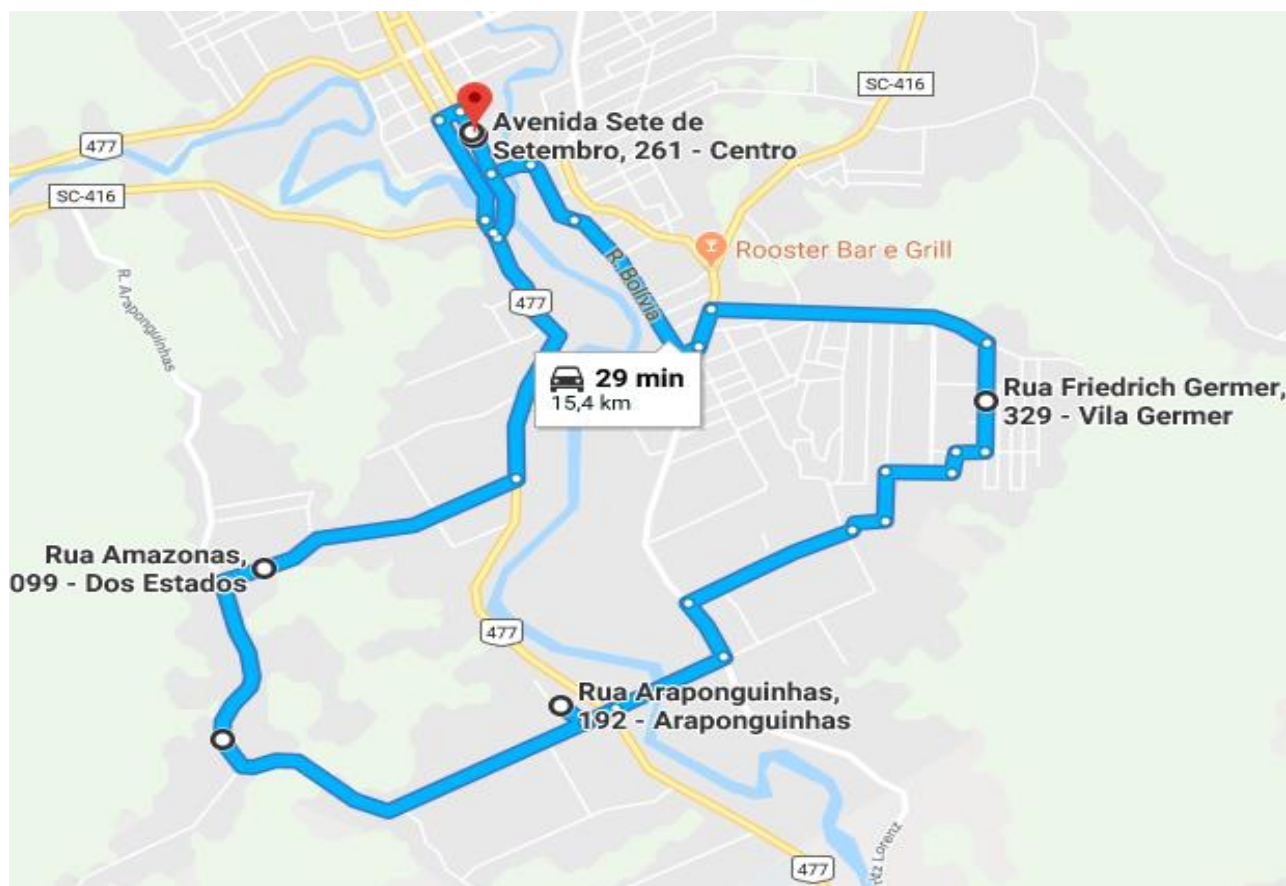 SC-416
477
Avenida Sete de
Setembro, 261 - Centro
SC-416
R. Araponguinhas
R. Bolívia
Rooster Bar e Grill
477
29 min
15,4 km
Rua Friedrich Germer,
329 - Vila Germer
Rua Amazonas,
099 - Dos Estados
477
Rua Araponguinhas,
192 - Araponguinhas
477
Lorenz